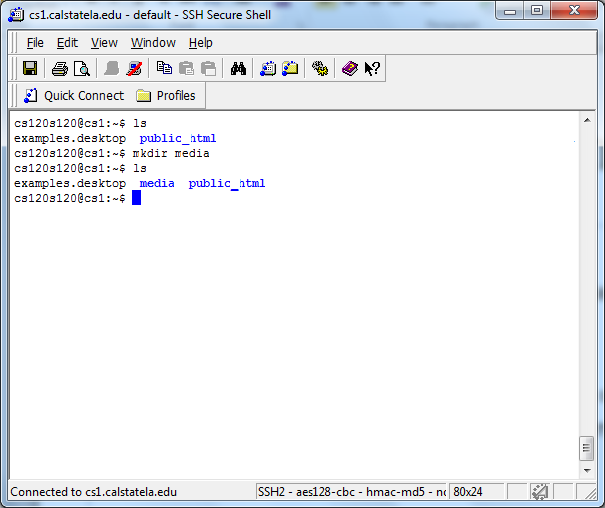 cs1.calstatela.edu - default - SSH Secure Shell
File Edit View Window Help
Quick Connect Profiles
cs120s120@cs1:~$ ls
examples.desktop public_html
cs120s120@cs1:~$ mkdir media
cs120s120@cs1:~$ ls
examples.desktop media public_html
cs120s120@cs1:~$
Connected to cs1.calstatela.edu SSH2 - aes128-cbc - hmac-md5 - nc 80x24